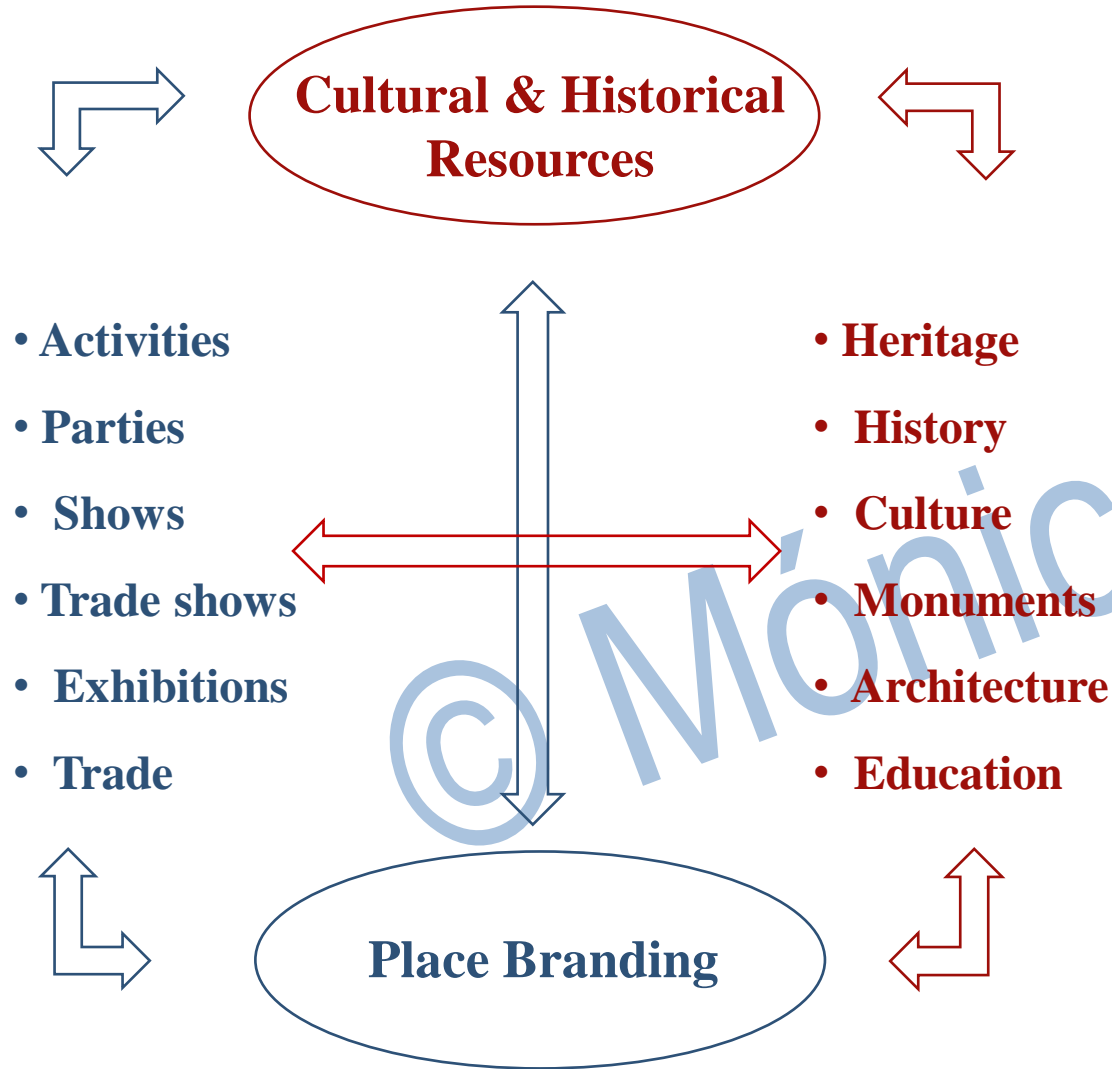 Cultural & Historical
Resources
• Activities
• Parties
• Shows
• Trade shows
• Exhibitions
• Trade
• Heritage
• History
• Culture
• Monuments
• Architecture
• Education
© Mónic
Place Branding